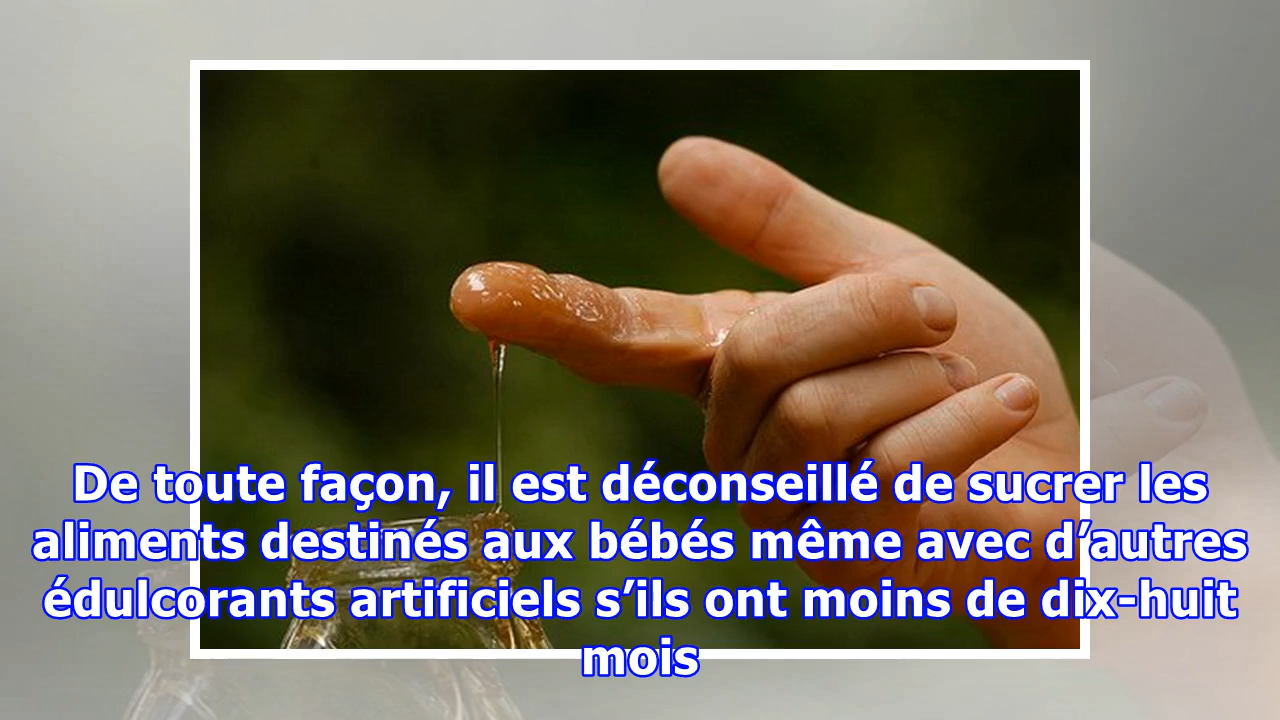 De toute façon, il est déconseillé de sucrer les
aliments destinés aux bébés même avec d’autres
édulcorants artificiels s’ils ont moins de dix-huit
mois